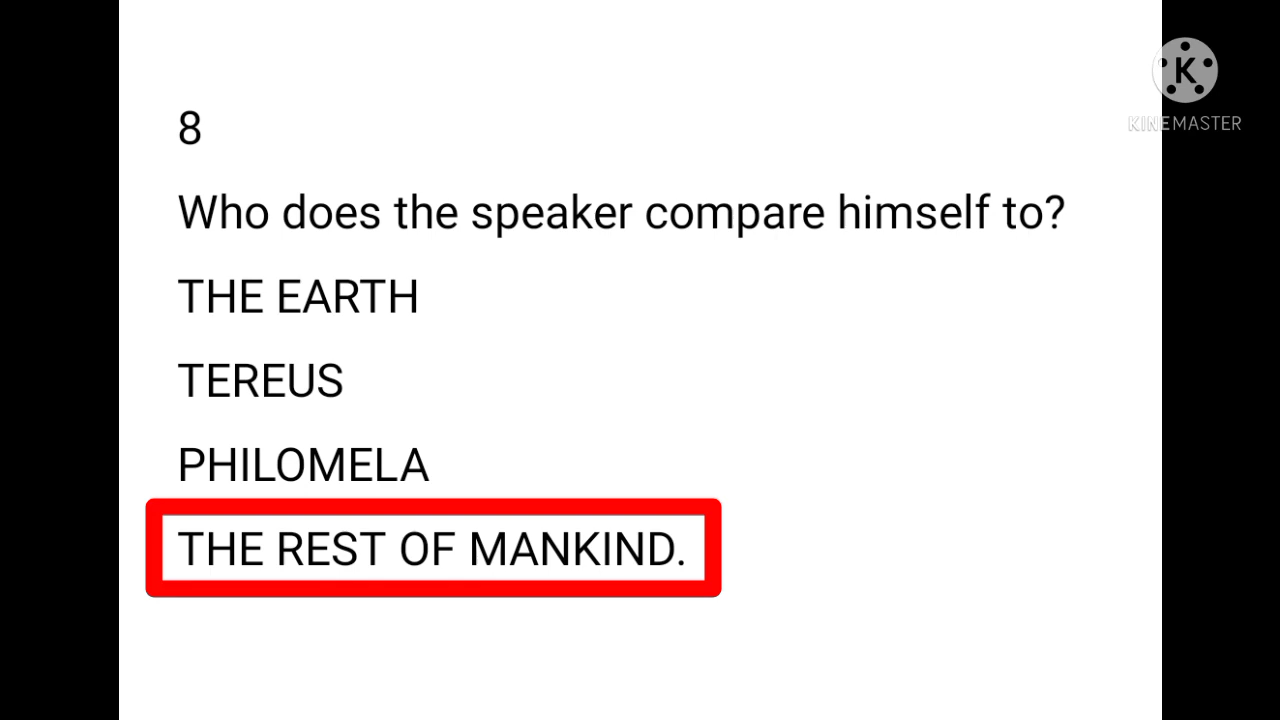 8
Who does the speaker compare himself to?
THE EARTH
TEREUS
PHILOMELA
THE REST OF MANKIND.
K
KINEMASTER